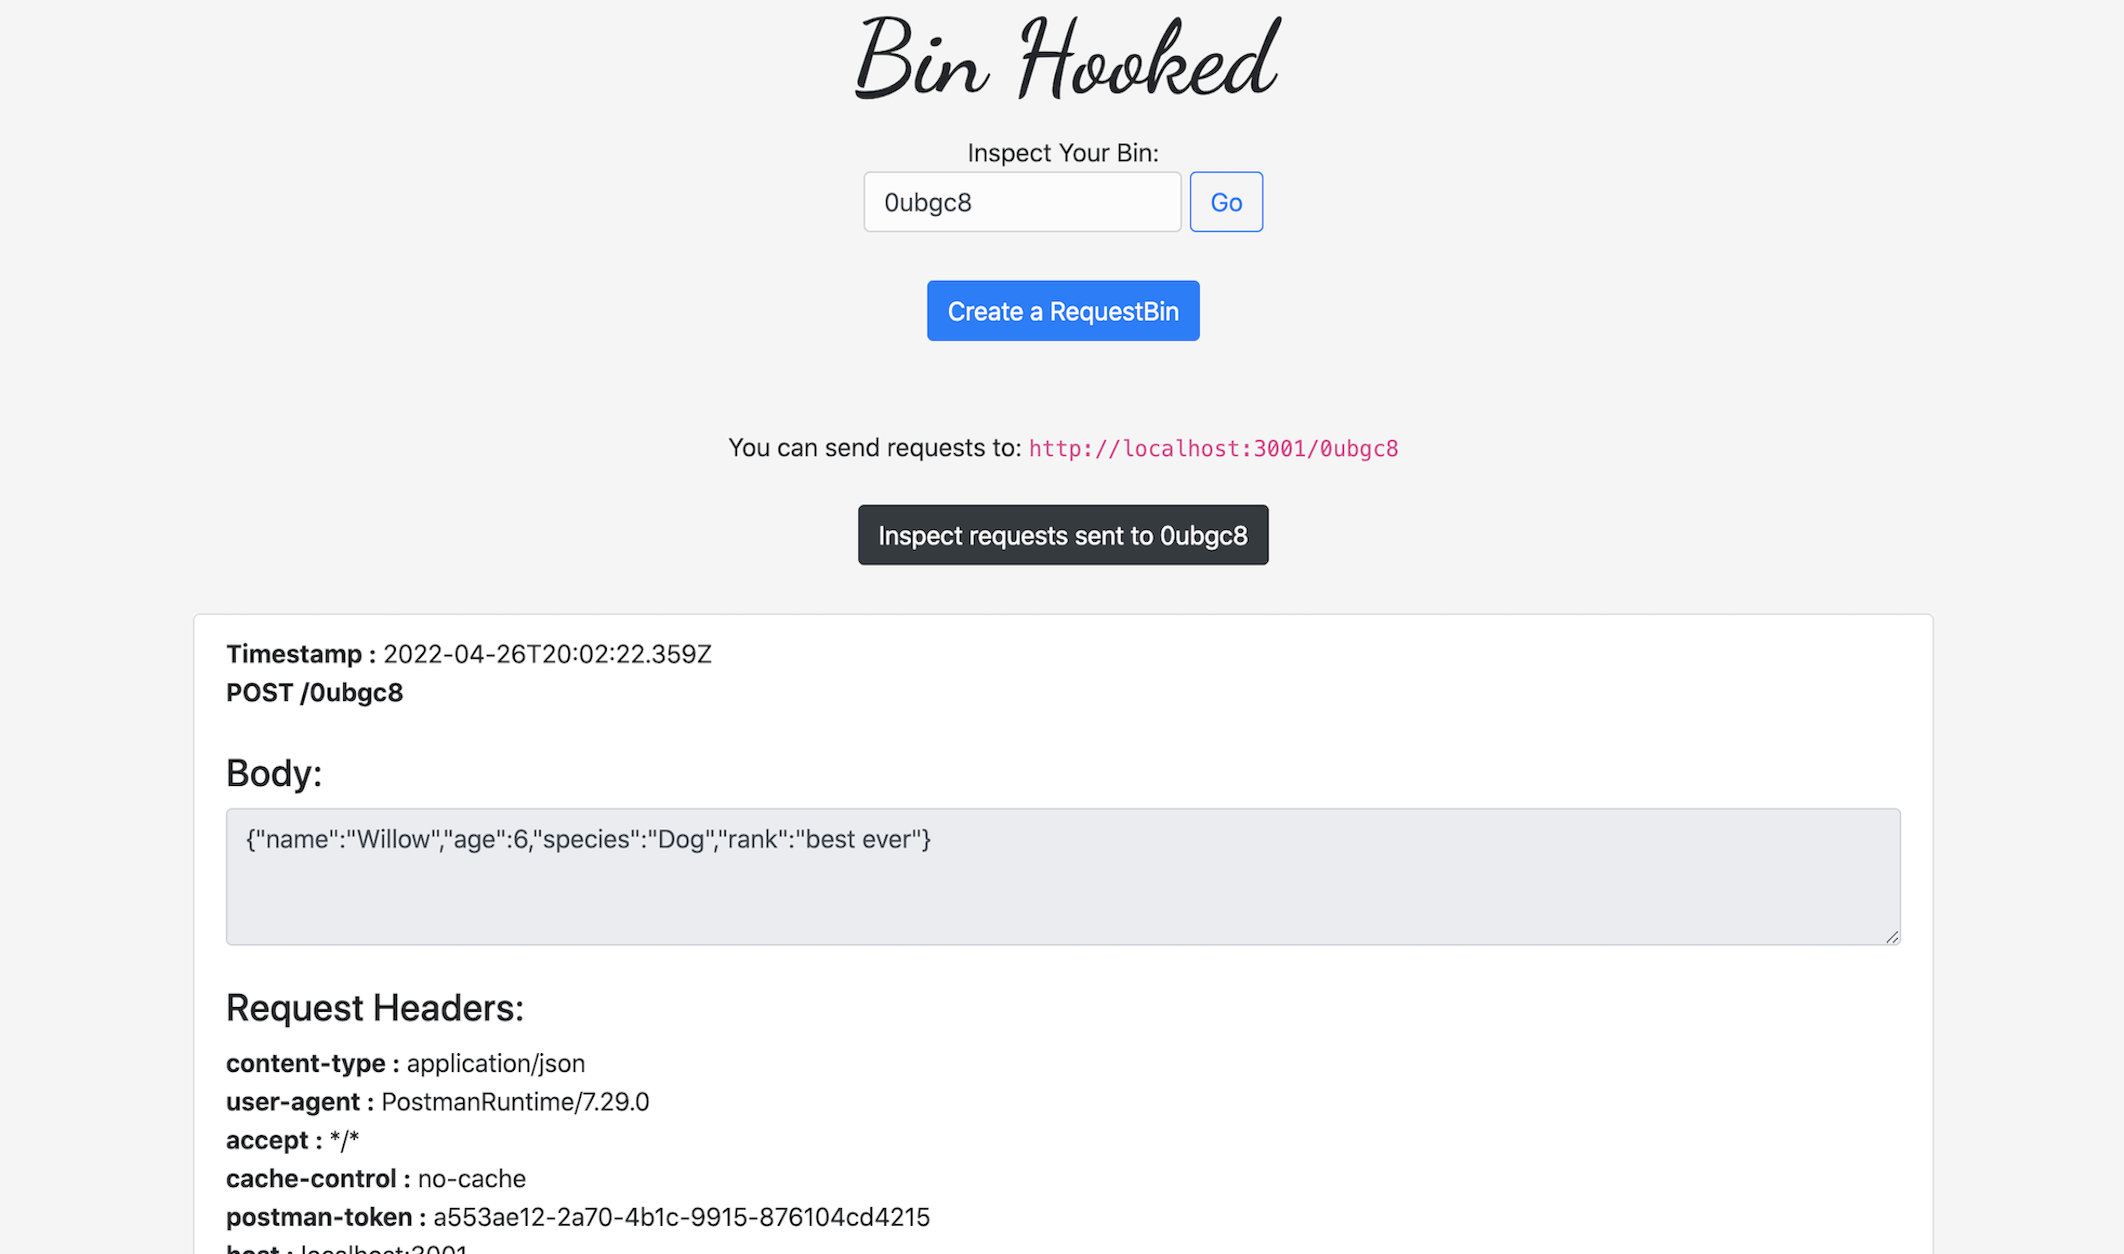 Bin Hooked
Inspect Your Bin:
0ubgc8 Go
Create a RequestBin
You can send requests to: http://localhost:3001/0ubgc8
Inspect requests sent to 0ubgc8
Timestamp : 2022-04-26T20:02:22.359Z
POST /0ubgc8
Body:
{"name":"Willow","age":6,"species":"Dog","rank":"best ever"}
Request Headers:
content-type : application/json
user-agent : PostmanRuntime/7.29.0
accept : */*
cache-control : no-cache
postman-token : a553ae12-2a70-4b1c-9915-876104cd4215
host : localhost:3001